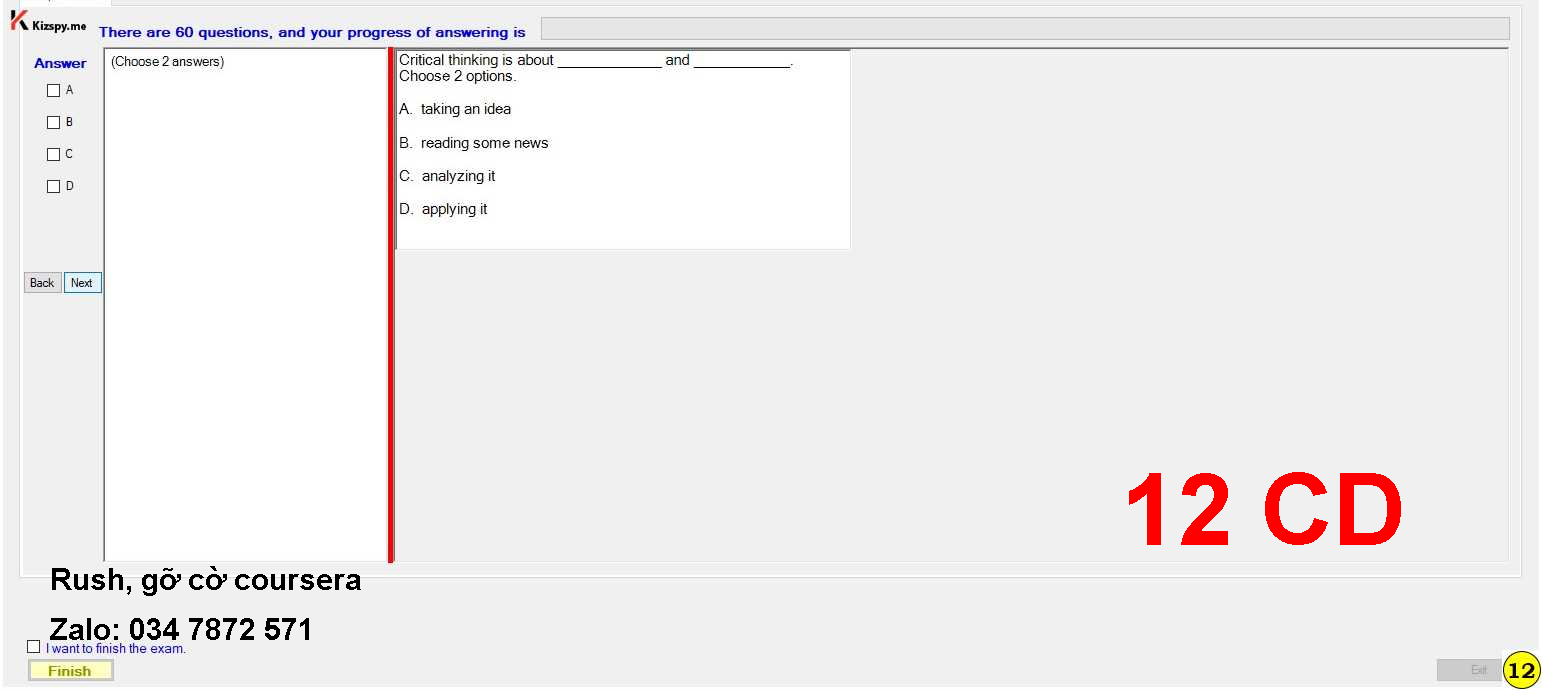 Kizspy.me
There are 60 questions, and your progress of answering is
Answer
A
B
C
D
Back
Next
(Choose 2 answers)
Critical thinking is about _____________ and ____________.
Choose 2 options.
A. taking an idea
B. reading some news
C. analyzing it
D. applying it
12 CD
Rush, gỡ cờ coursera
Zalo: 034 7872 571
I want to finish the exam.
Finish
Exit
12